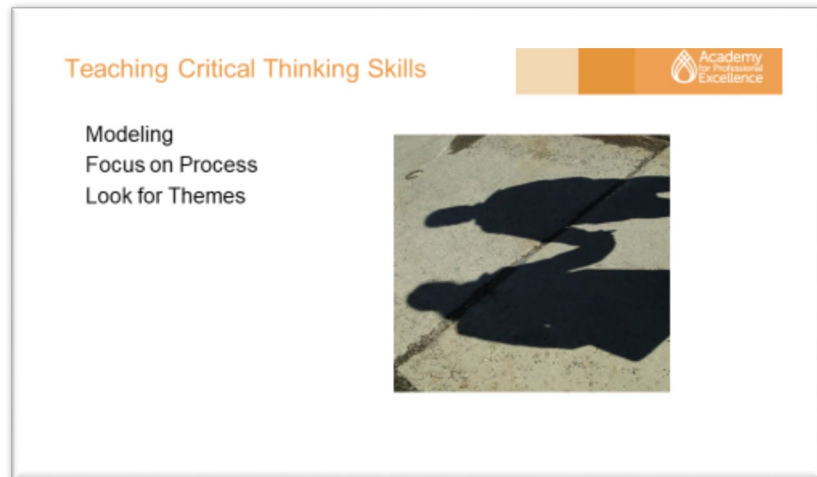 Teaching Critical Thinking Skills
Academy
for Professional
Excellence
Modeling
Focus on Process
Look for Themes